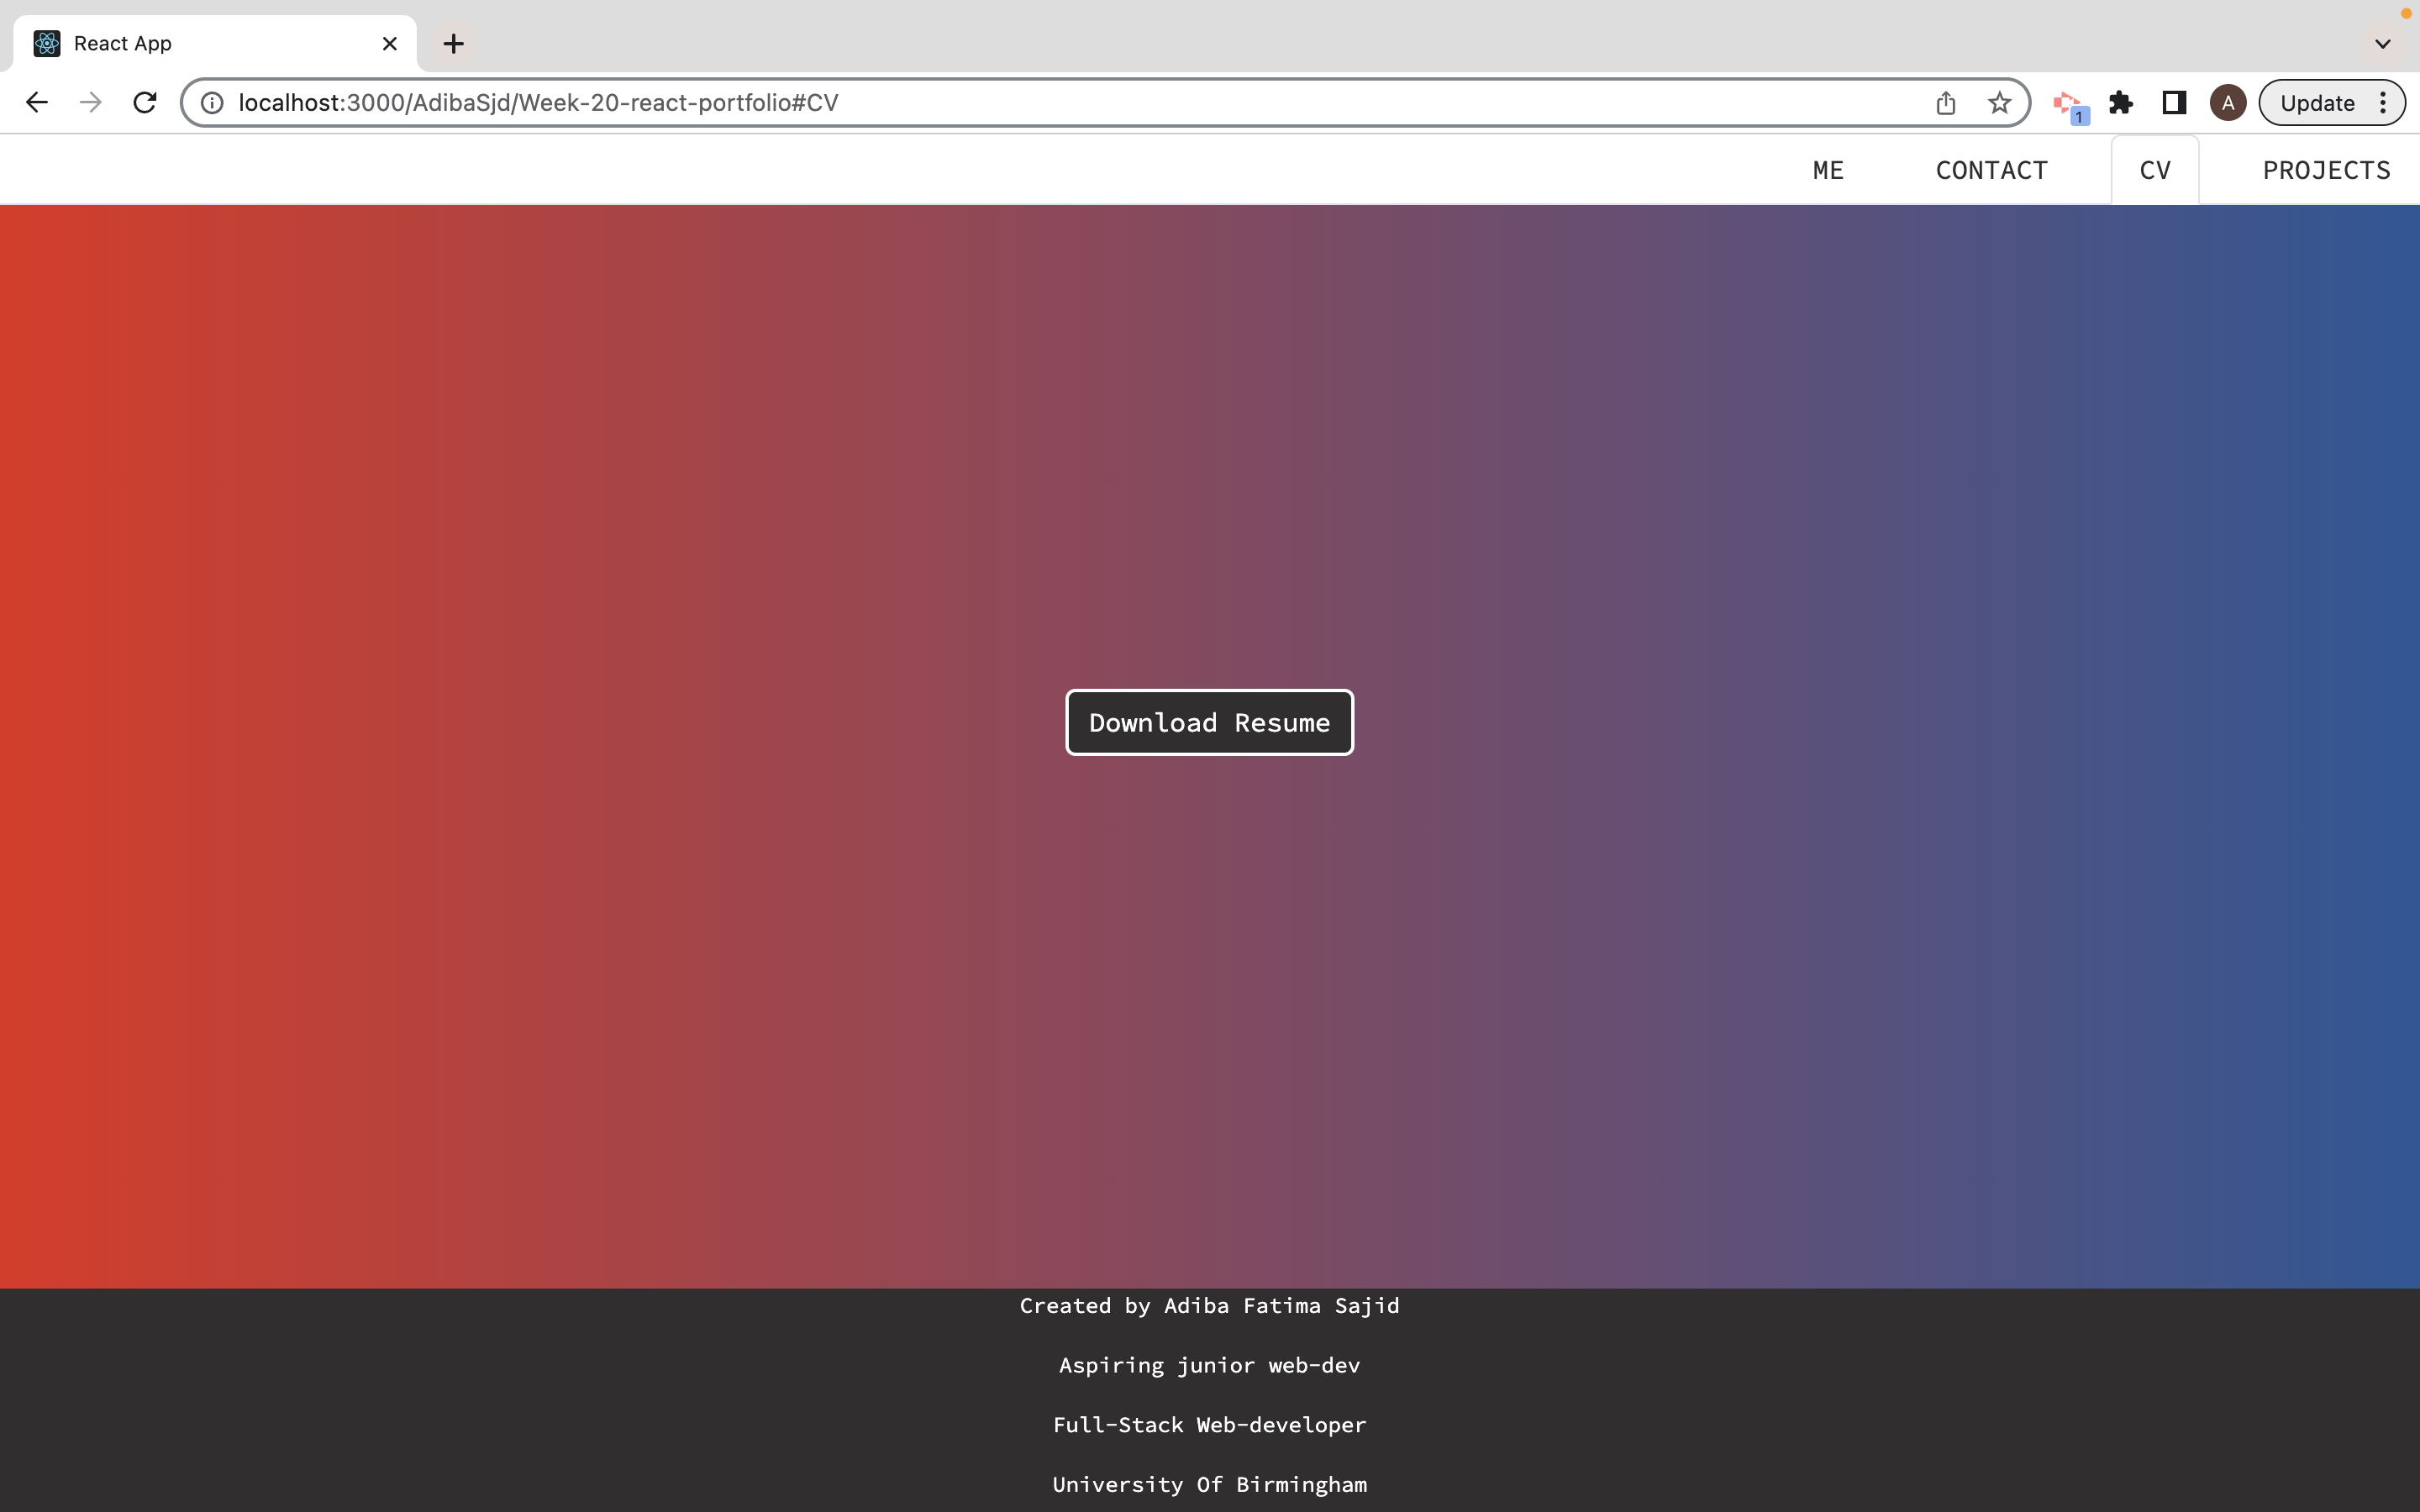 React App
localhost:3000/AdibaSjd/Week-20-react-portfolio#CV
1
A
Update
ME CONTACT CV PROJECTS
Download Resume
Created by Adiba Fatima Sajid
Aspiring junior web-dev
Full-Stack Web-developer
University Of Birmingham